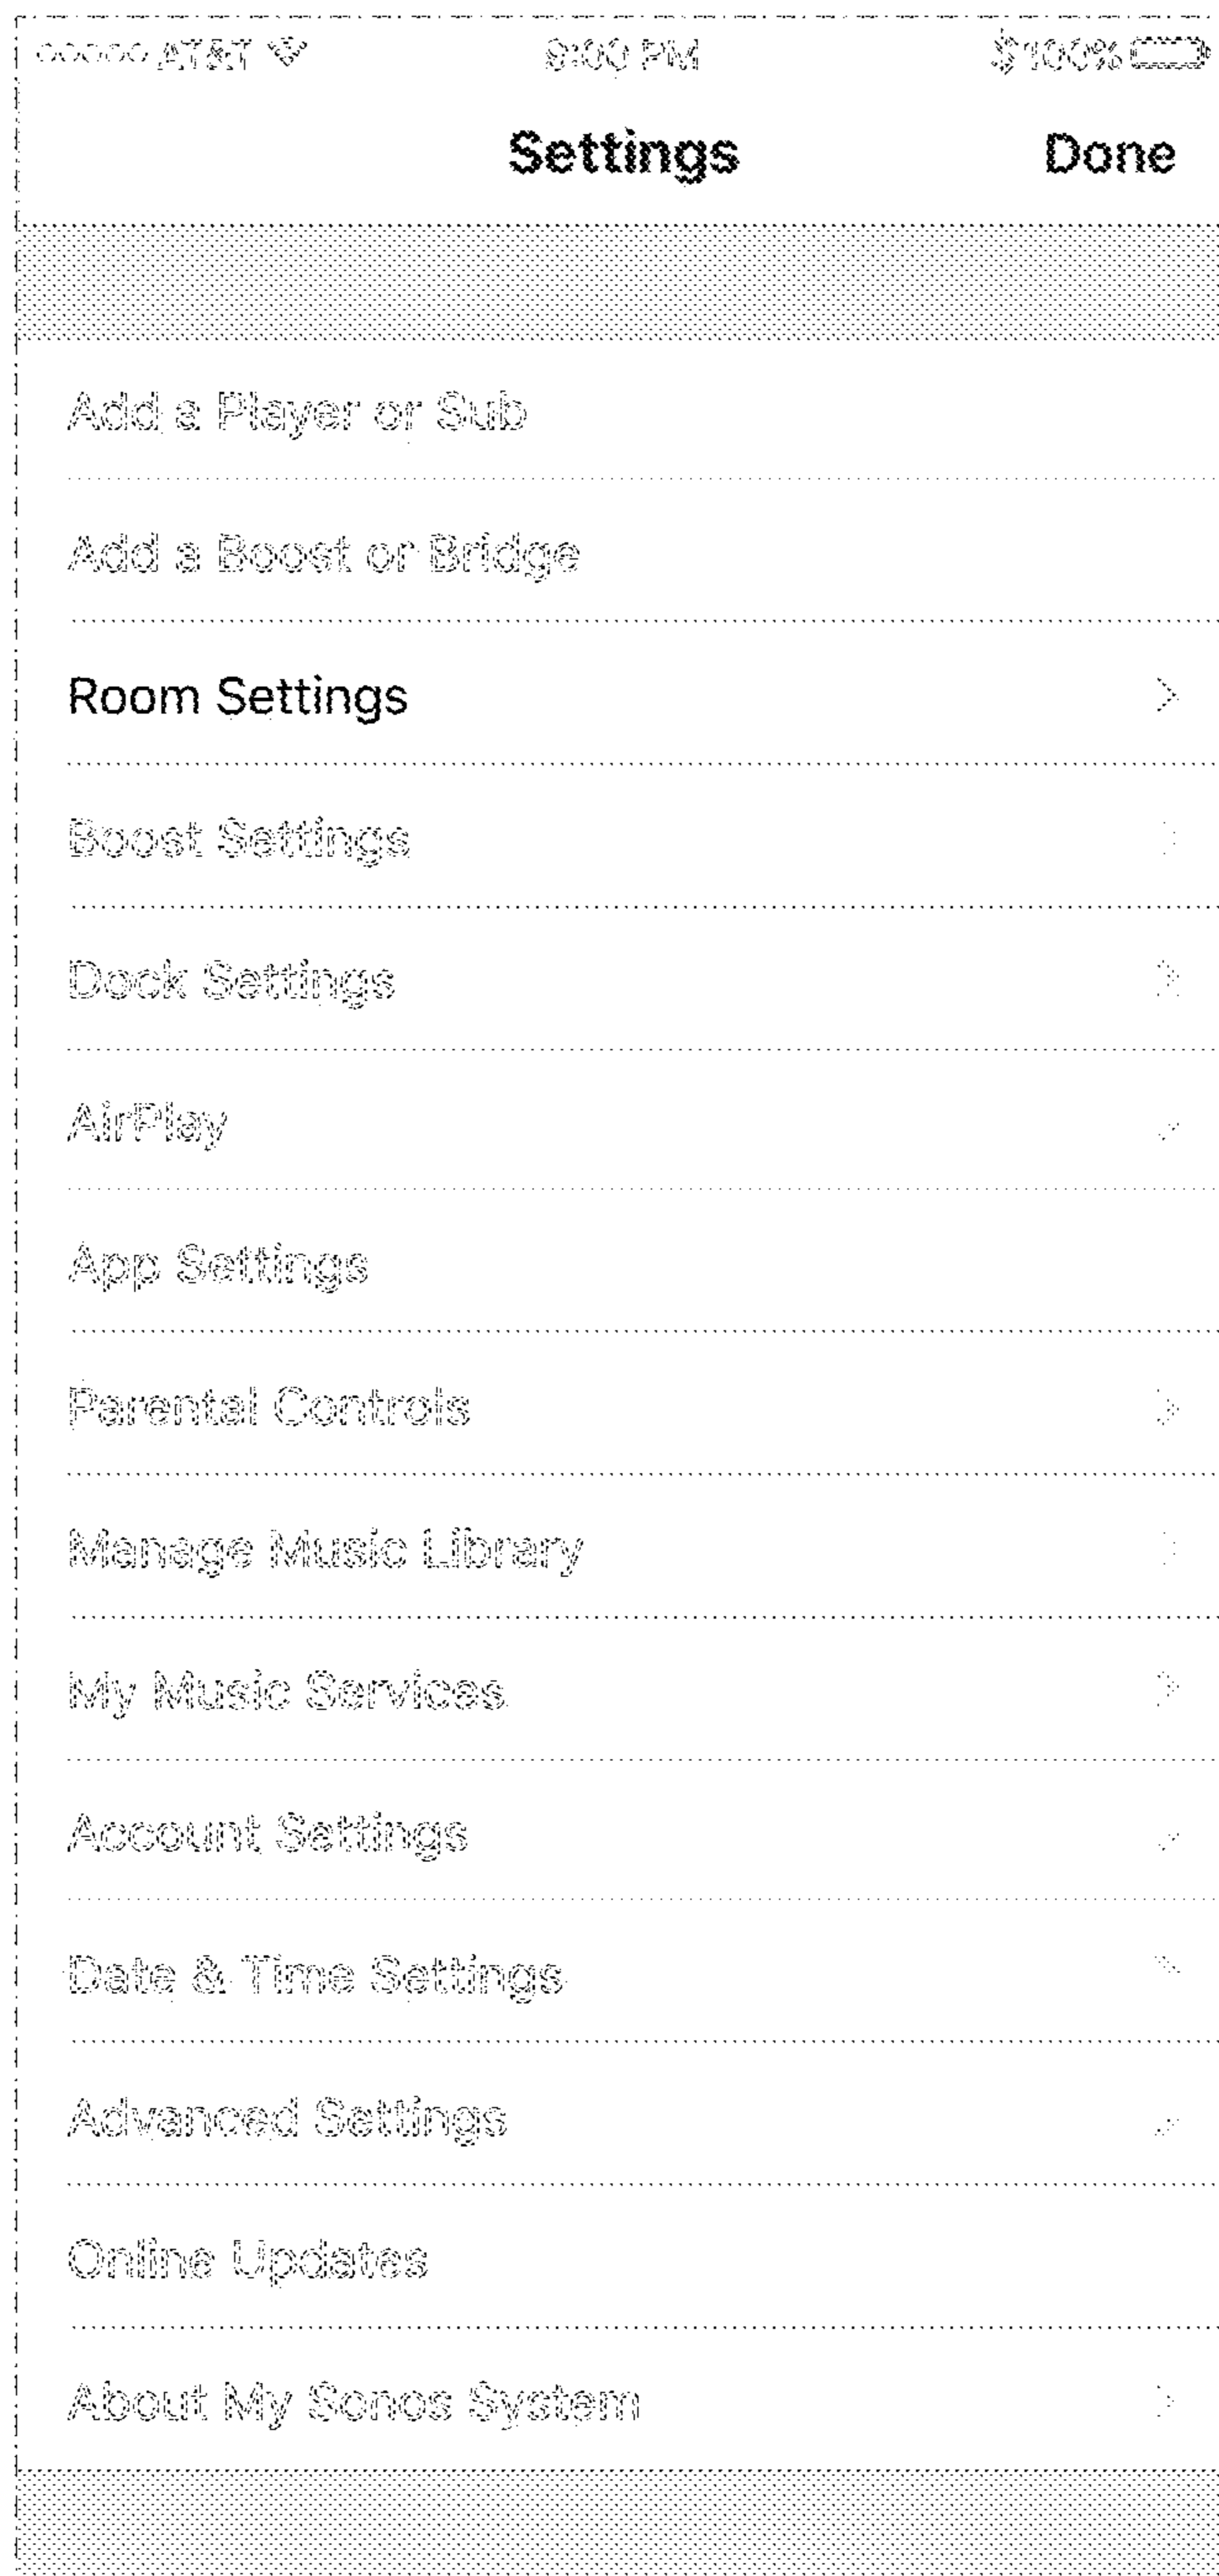 AT&T 9:00 PM 100%
Settings Done
Add a Player or Sub
Add a Boost or Bridge
Room Settings
Boost Settings
Dock Settings
AirPlay
App Settings
Parental Controls
Manage Music Library
My Music Services
Account Settings
Date & Time Settings
Advanced Settings
Online Updates
About My Sonos System